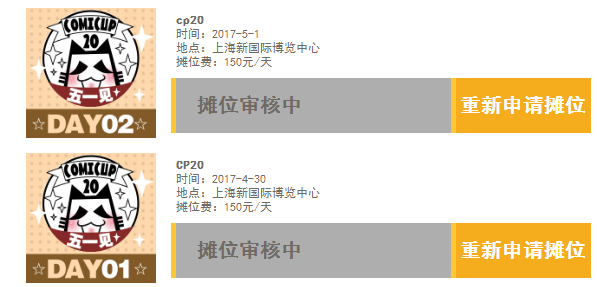 COMICUP
20
五一见
☆DAY02☆
cp20
时间：2017-5-1
地点：上海新国际博览中心
摊位费：150元/天
摊位审核中
重新申请摊位
COMICUP
20
五一见
☆DAY01☆
CP20
时间：2017-4-30
地点：上海新国际博览中心
摊位费：150元/天
摊位审核中
重新申请摊位